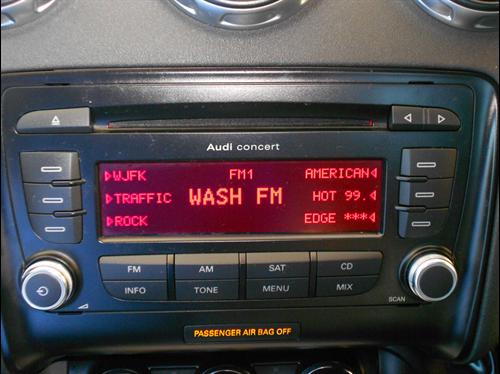 Audi concert
WJFK FM1 AMERICAN
TRAFFIC WASH FM HOT 99.
ROCK EDGE ***
FM AM SAT CD
INFO TONE MENU MIX
SCAN
PASSENGER AIR BAG OFF